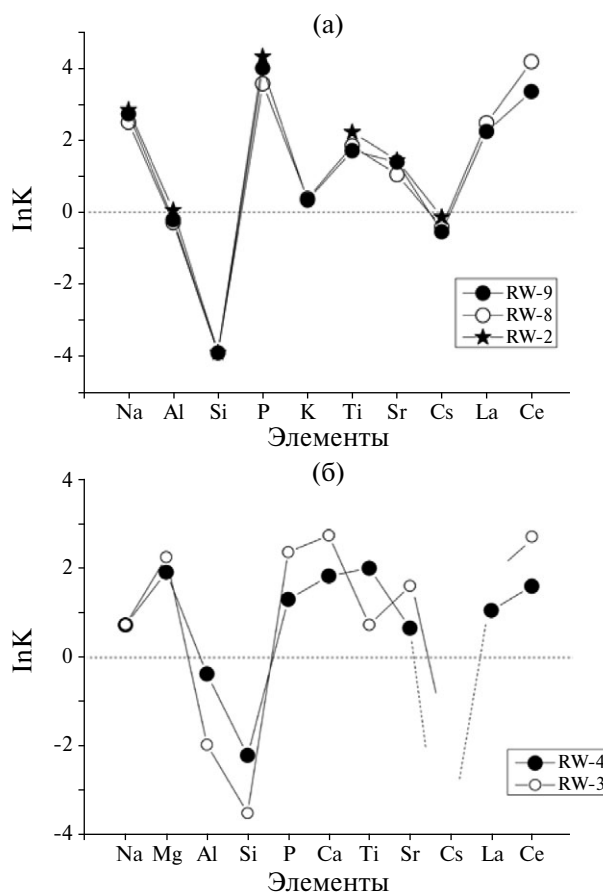 (а)
4
2
0
-2
-4
lnK
RW-9
RW-8
RW-2
Na Al Si P K Ti Sr Cs La Ce
Элементы
(б)
4
2
0
-2
-4
lnK
RW-4
RW-3
Na Mg Al Si P Ca Ti Sr Cs La Ce
Элементы